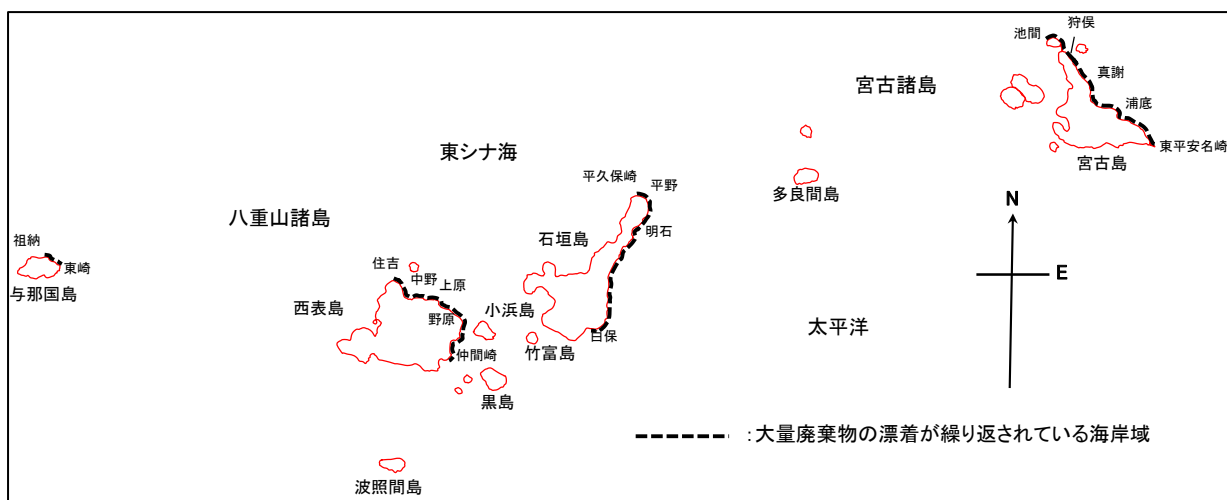 狩俣
池間
真謝
宮古諸島
浦底
東平安名崎
宮古島
東シナ海
平久保崎
平野
多良間島
N
八重山諸島
明石
石垣島
祖納
東崎
与那国島
住吉
中野
上原
E
西表島
野原
小浜島
太平洋
白保
竹富島
仲間崎
黒島
:大量廃棄物の漂着が繰り返されている海岸域
波照間島